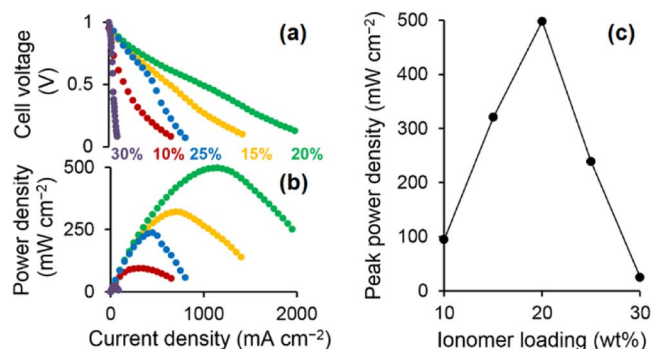 (a)
Cell voltage
(V)
1
0.5
0
30% 10% 25% 15% 20%
(b)
Power density
(mW cm⁻²)
500
250
0
0 1000 2000
Current density (mA cm⁻²)
(c)
Peak power density (mW cm⁻²)
500
400
300
200
100
0
10 15 20 25 30
Ionomer loading (wt%)